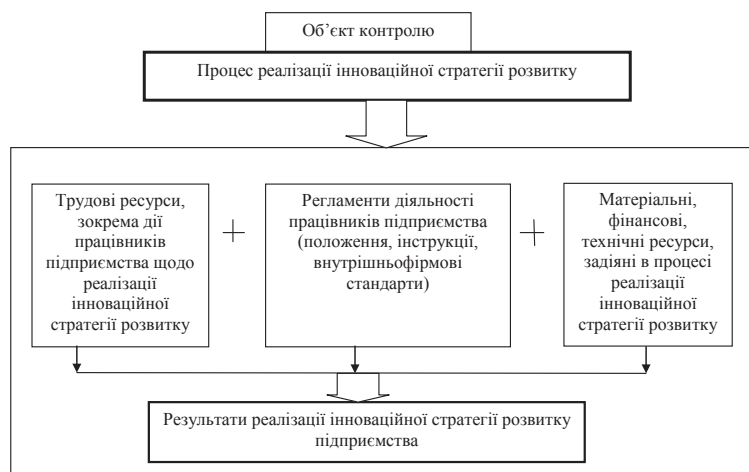 Об’єкт контролю
Процес реалізації інноваційної стратегії розвитку
Трудові ресурси,
зокрема дії
працівників
підприємства щодо
реалізації
інноваційної
стратегії розвитку
+
Регламенти діяльності
працівників підприємства
(положення, інструкції,
внутрішньофірмові
стандарти)
+
Матеріальні,
фінансові,
технічні ресурси,
задіяні в процесі
реалізації
інноваційної
стратегії розвитку
Результати реалізації інноваційної стратегії розвитку
підприємства